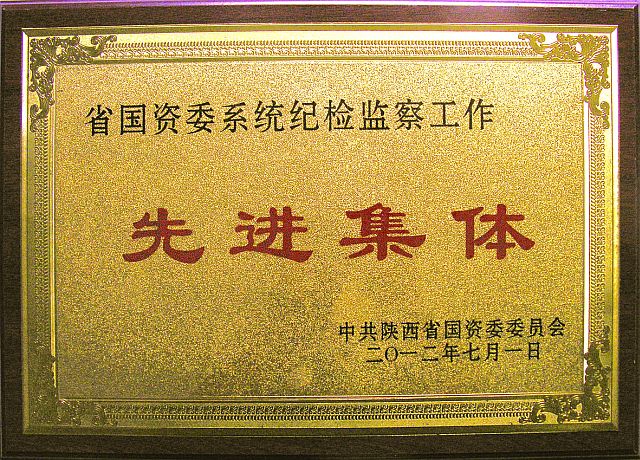 省国资委系统纪检监察工作
先进集体
中共陕西省国资委委员会
二〇一二年七月一日